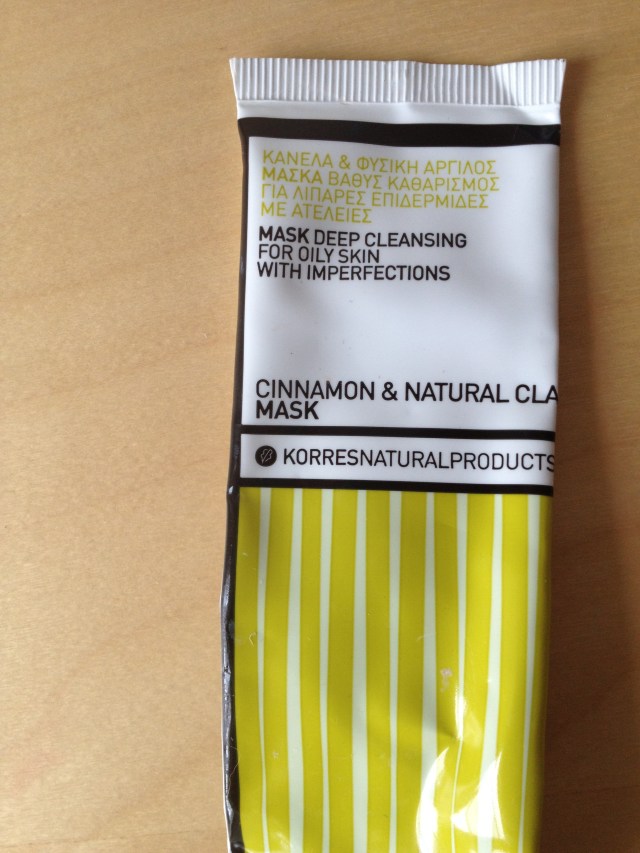 ΚΑΝΕΛΑ & ΦΥΣΙΚΗ ΑΡΓΙΛΟΣ
ΜΑΣΚΑ ΒΑΘΥΣ ΚΑΘΑΡΙΣΜΟΣ
ΓΙΑ ΛΙΠΑΡΕΣ ΕΠΙΔΕΡΜΙΔΕΣ
ΜΕ ΑΤΕΛΕΙΕΣ
MASK DEEP CLEANSING
FOR OILY SKIN
WITH IMPERFECTIONS
CINNAMON & NATURAL CLA
MASK
KORRESNATURALPRODUCTS